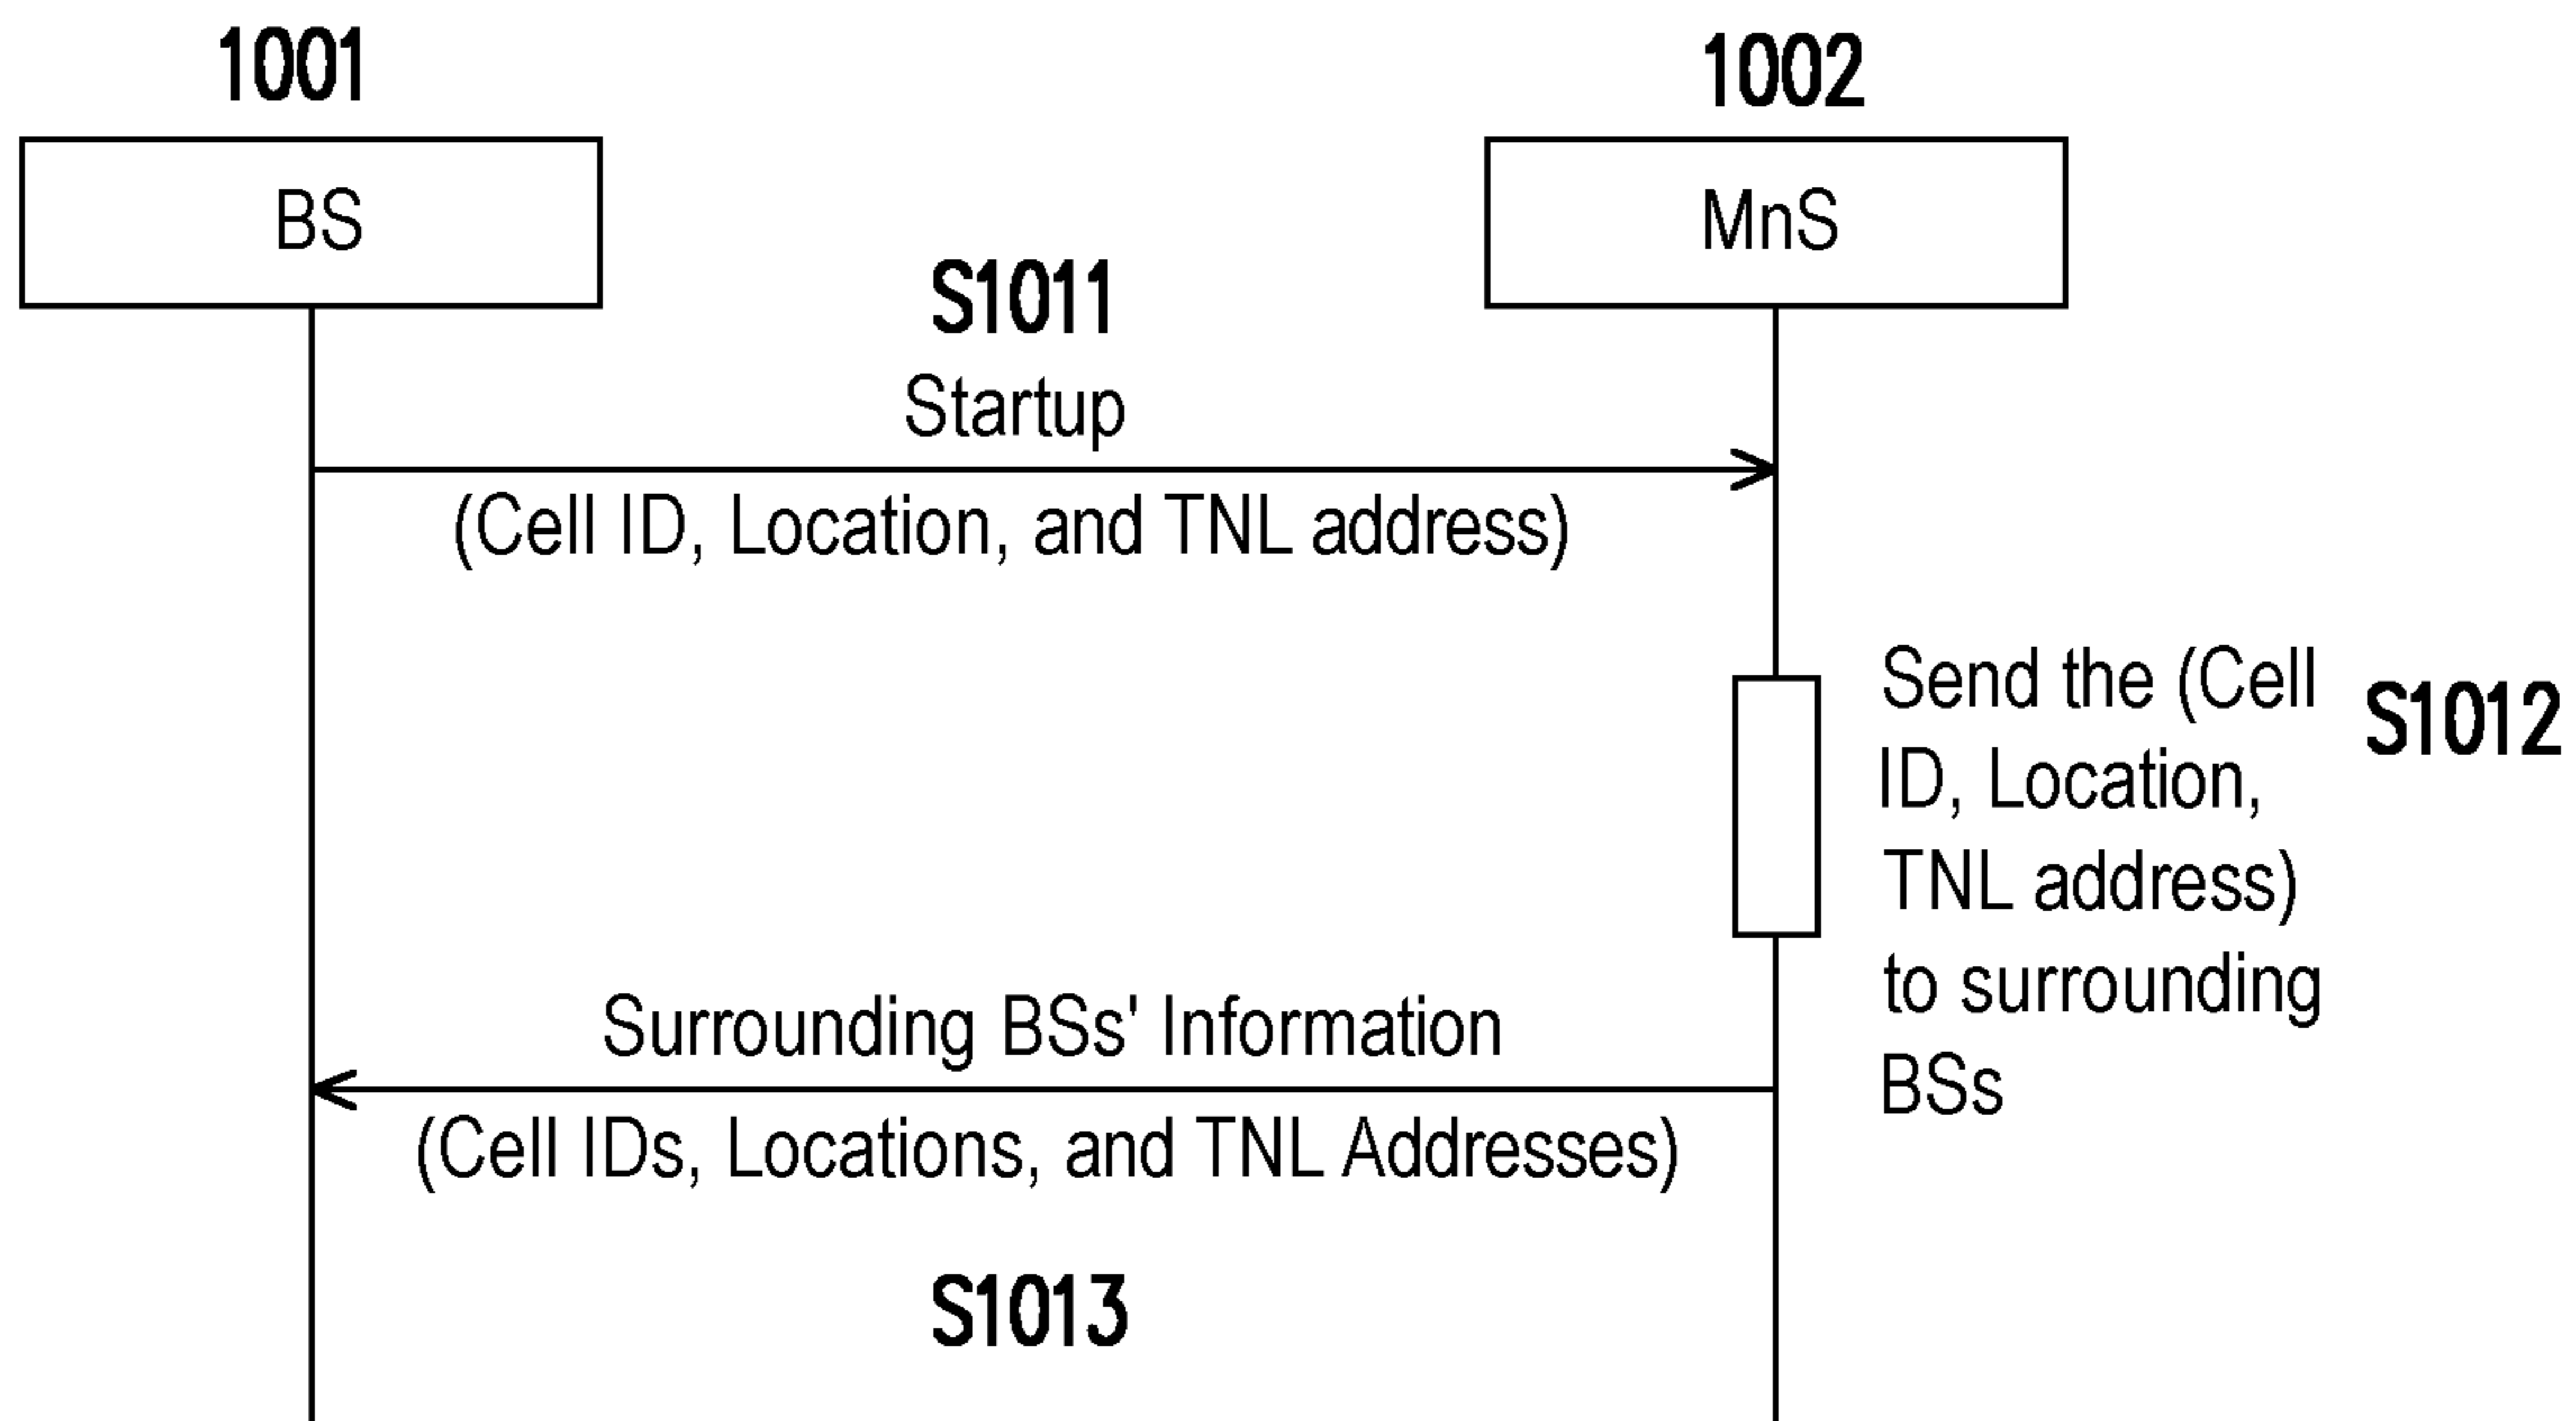 1001
1002
BS
MnS
S1011
Startup
(Cell ID, Location, and TNL address)
Send the (Cell
ID, Location,
TNL address)
to surrounding
BSs
S1012
Surrounding BSs' Information
(Cell IDs, Locations, and TNL Addresses)
S1013